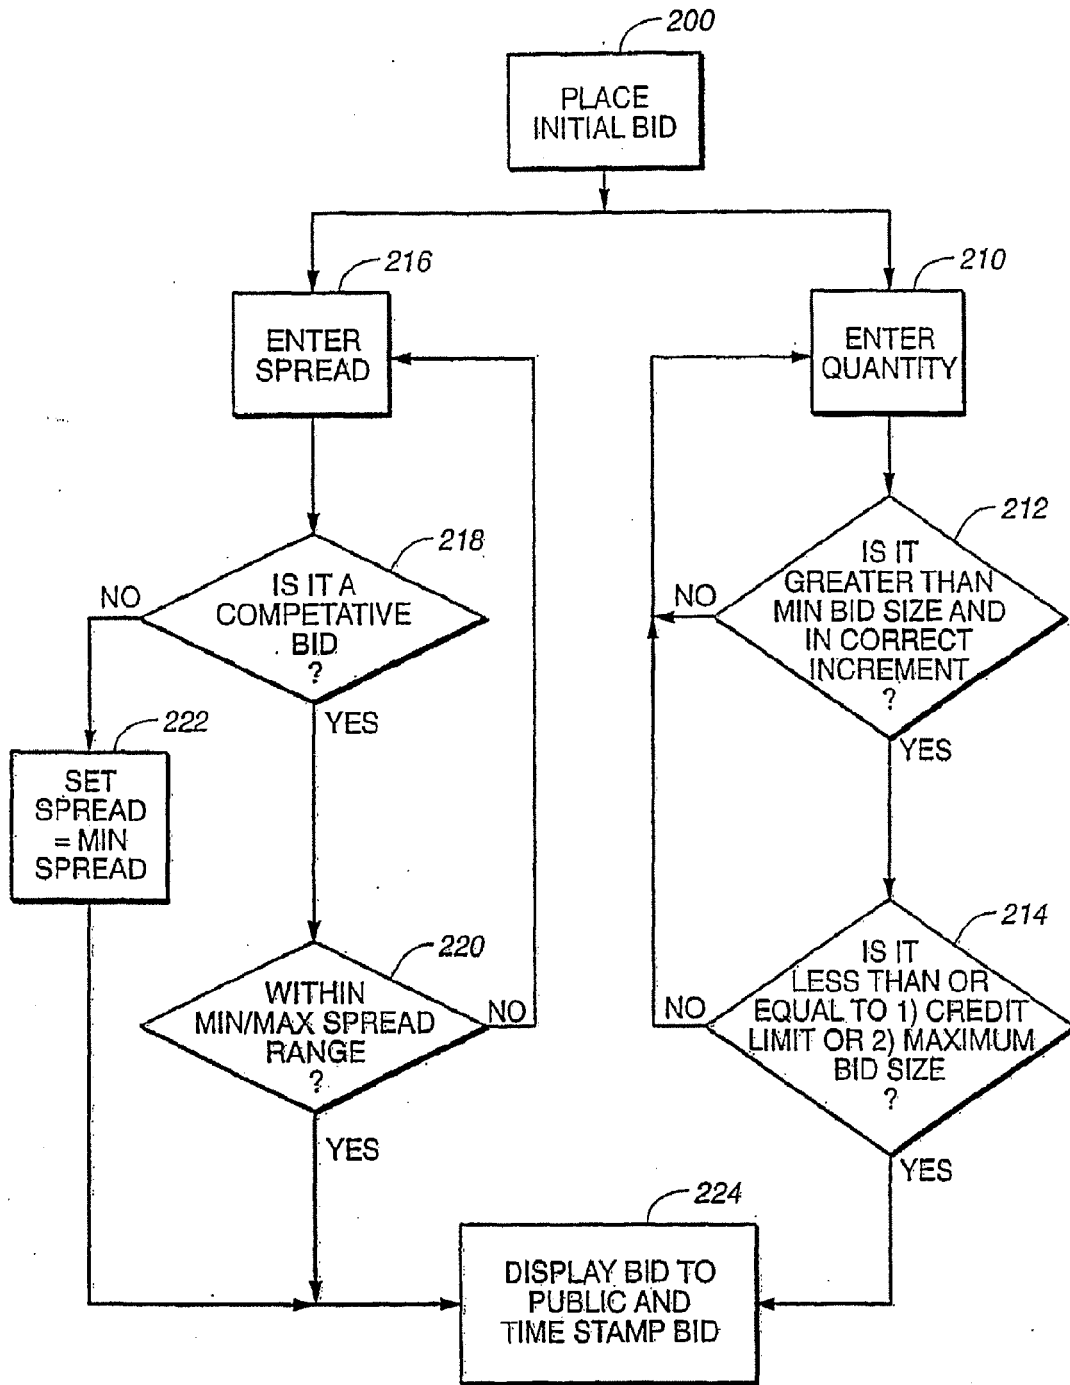 200
PLACE
INITIAL BID
216
ENTER
SPREAD
210
ENTER
QUANTITY
218
IS IT A
COMPETATIVE
BID
?
NO
YES
212
IS IT
GREATER THAN
MIN BID SIZE AND
IN CORRECT
INCREMENT
?
NO
YES
222
SET
SPREAD
= MIN
SPREAD
220
WITHIN
MIN/MAX SPREAD
RANGE
?
NO
YES
214
IS IT
LESS THAN OR
EQUAL TO 1) CREDIT
LIMIT OR 2) MAXIMUM
BID SIZE
?
NO
YES
224
DISPLAY BID TO
PUBLIC AND
TIME STAMP BID